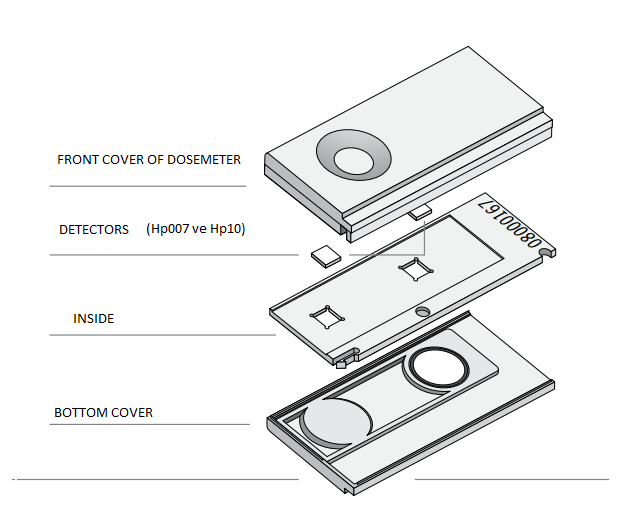 FRONT COVER OF DOSEMETER
DETECTORS (Hp007 ve Hp10)
08000167
INSIDE
BOTTOM COVER